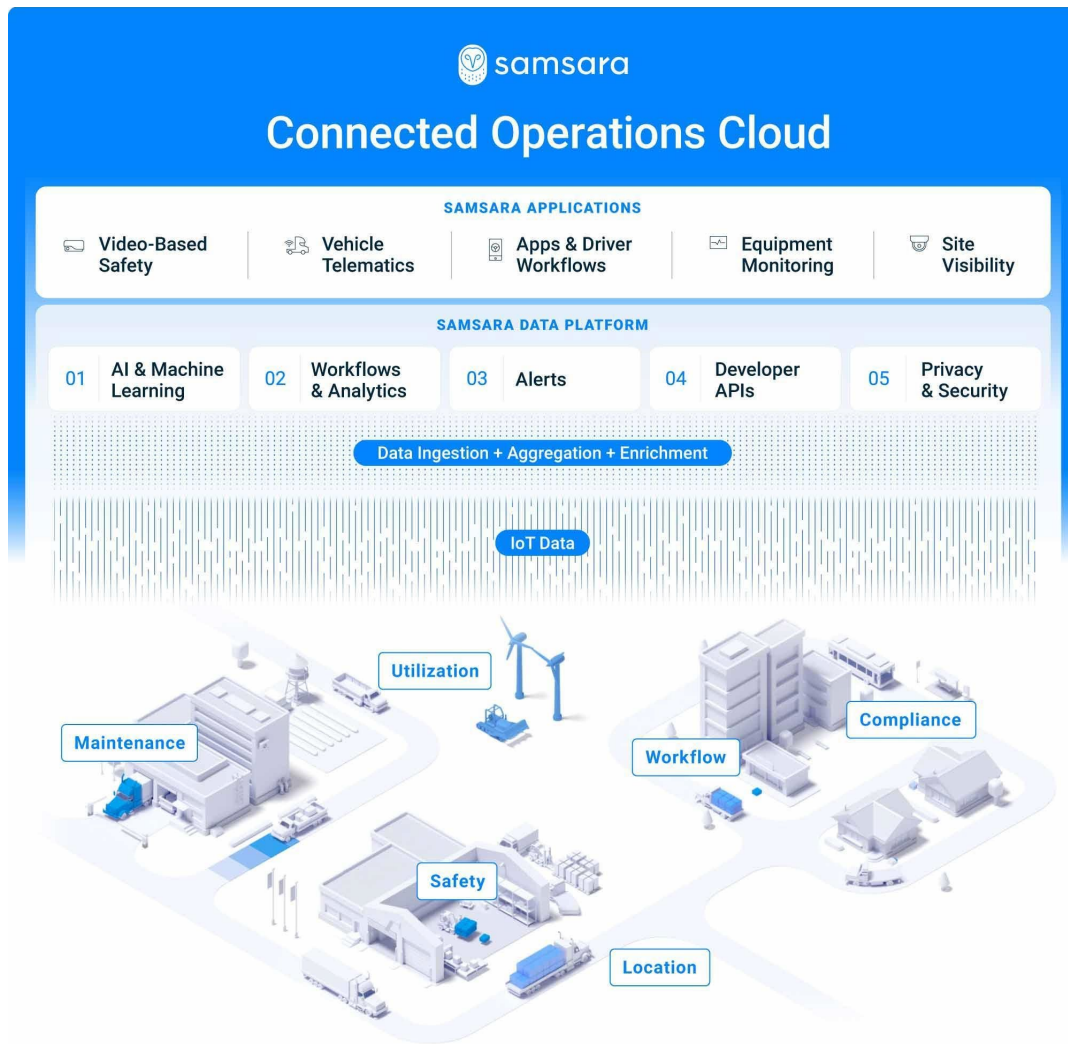 samsara
Connected Operations Cloud
SAMSARA APPLICATIONS
Video-Based
Safety
Vehicle
Telematics
Apps & Driver
Workflows
Equipment
Monitoring
Site
Visibility
SAMSARA DATA PLATFORM
01
AI & Machine
Learning
02
Workflows
& Analytics
03
Alerts
04
Developer
APIs
05
Privacy
& Security
Data Ingestion + Aggregation + Enrichment
IoT Data
Utilization
Maintenance
Compliance
Workflow
Safety
Location